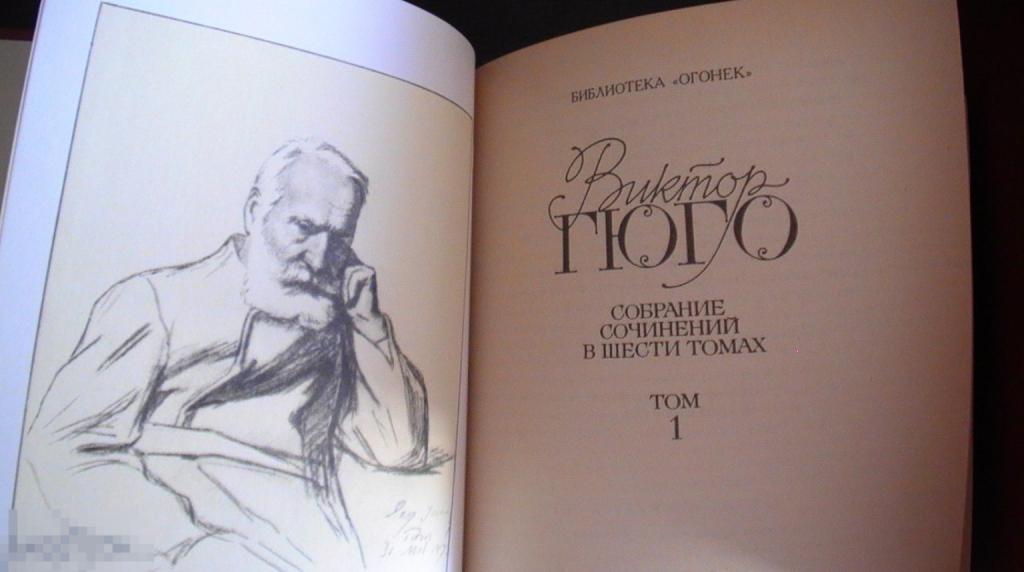 БИБЛИОТЕКА «ОГОНЕК»
Виктор
ГЮГО
СОБРАНИЕ
СОЧИНЕНИЙ
В ШЕСТИ ТОМАХ
ТОМ
1